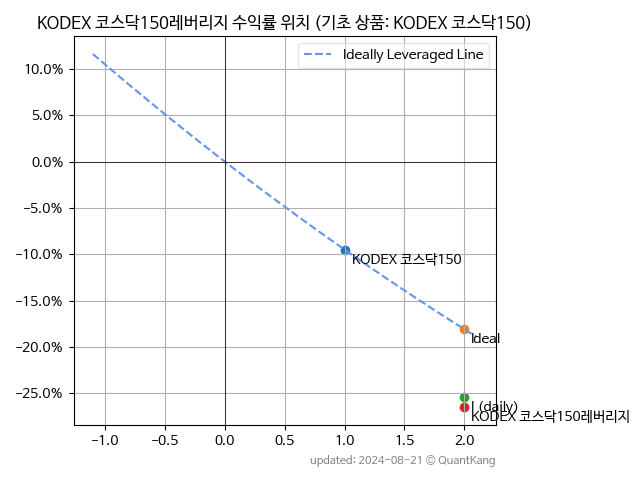 KODEX 코스닥150레버리지 수익률 위치 (기초 상품: KODEX 코스닥150)
Ideally Leveraged Line
10.0%
5.0%
0.0%
−5.0%
−10.0%
−15.0%
−20.0%
−25.0%
KODEX 코스닥150
Ideal
I (daily)
KODEX 코스닥150레버리지
−1.0 −0.5 0.0 0.5 1.0 1.5 2.0
updated: 2024-08-21 © QuantKang